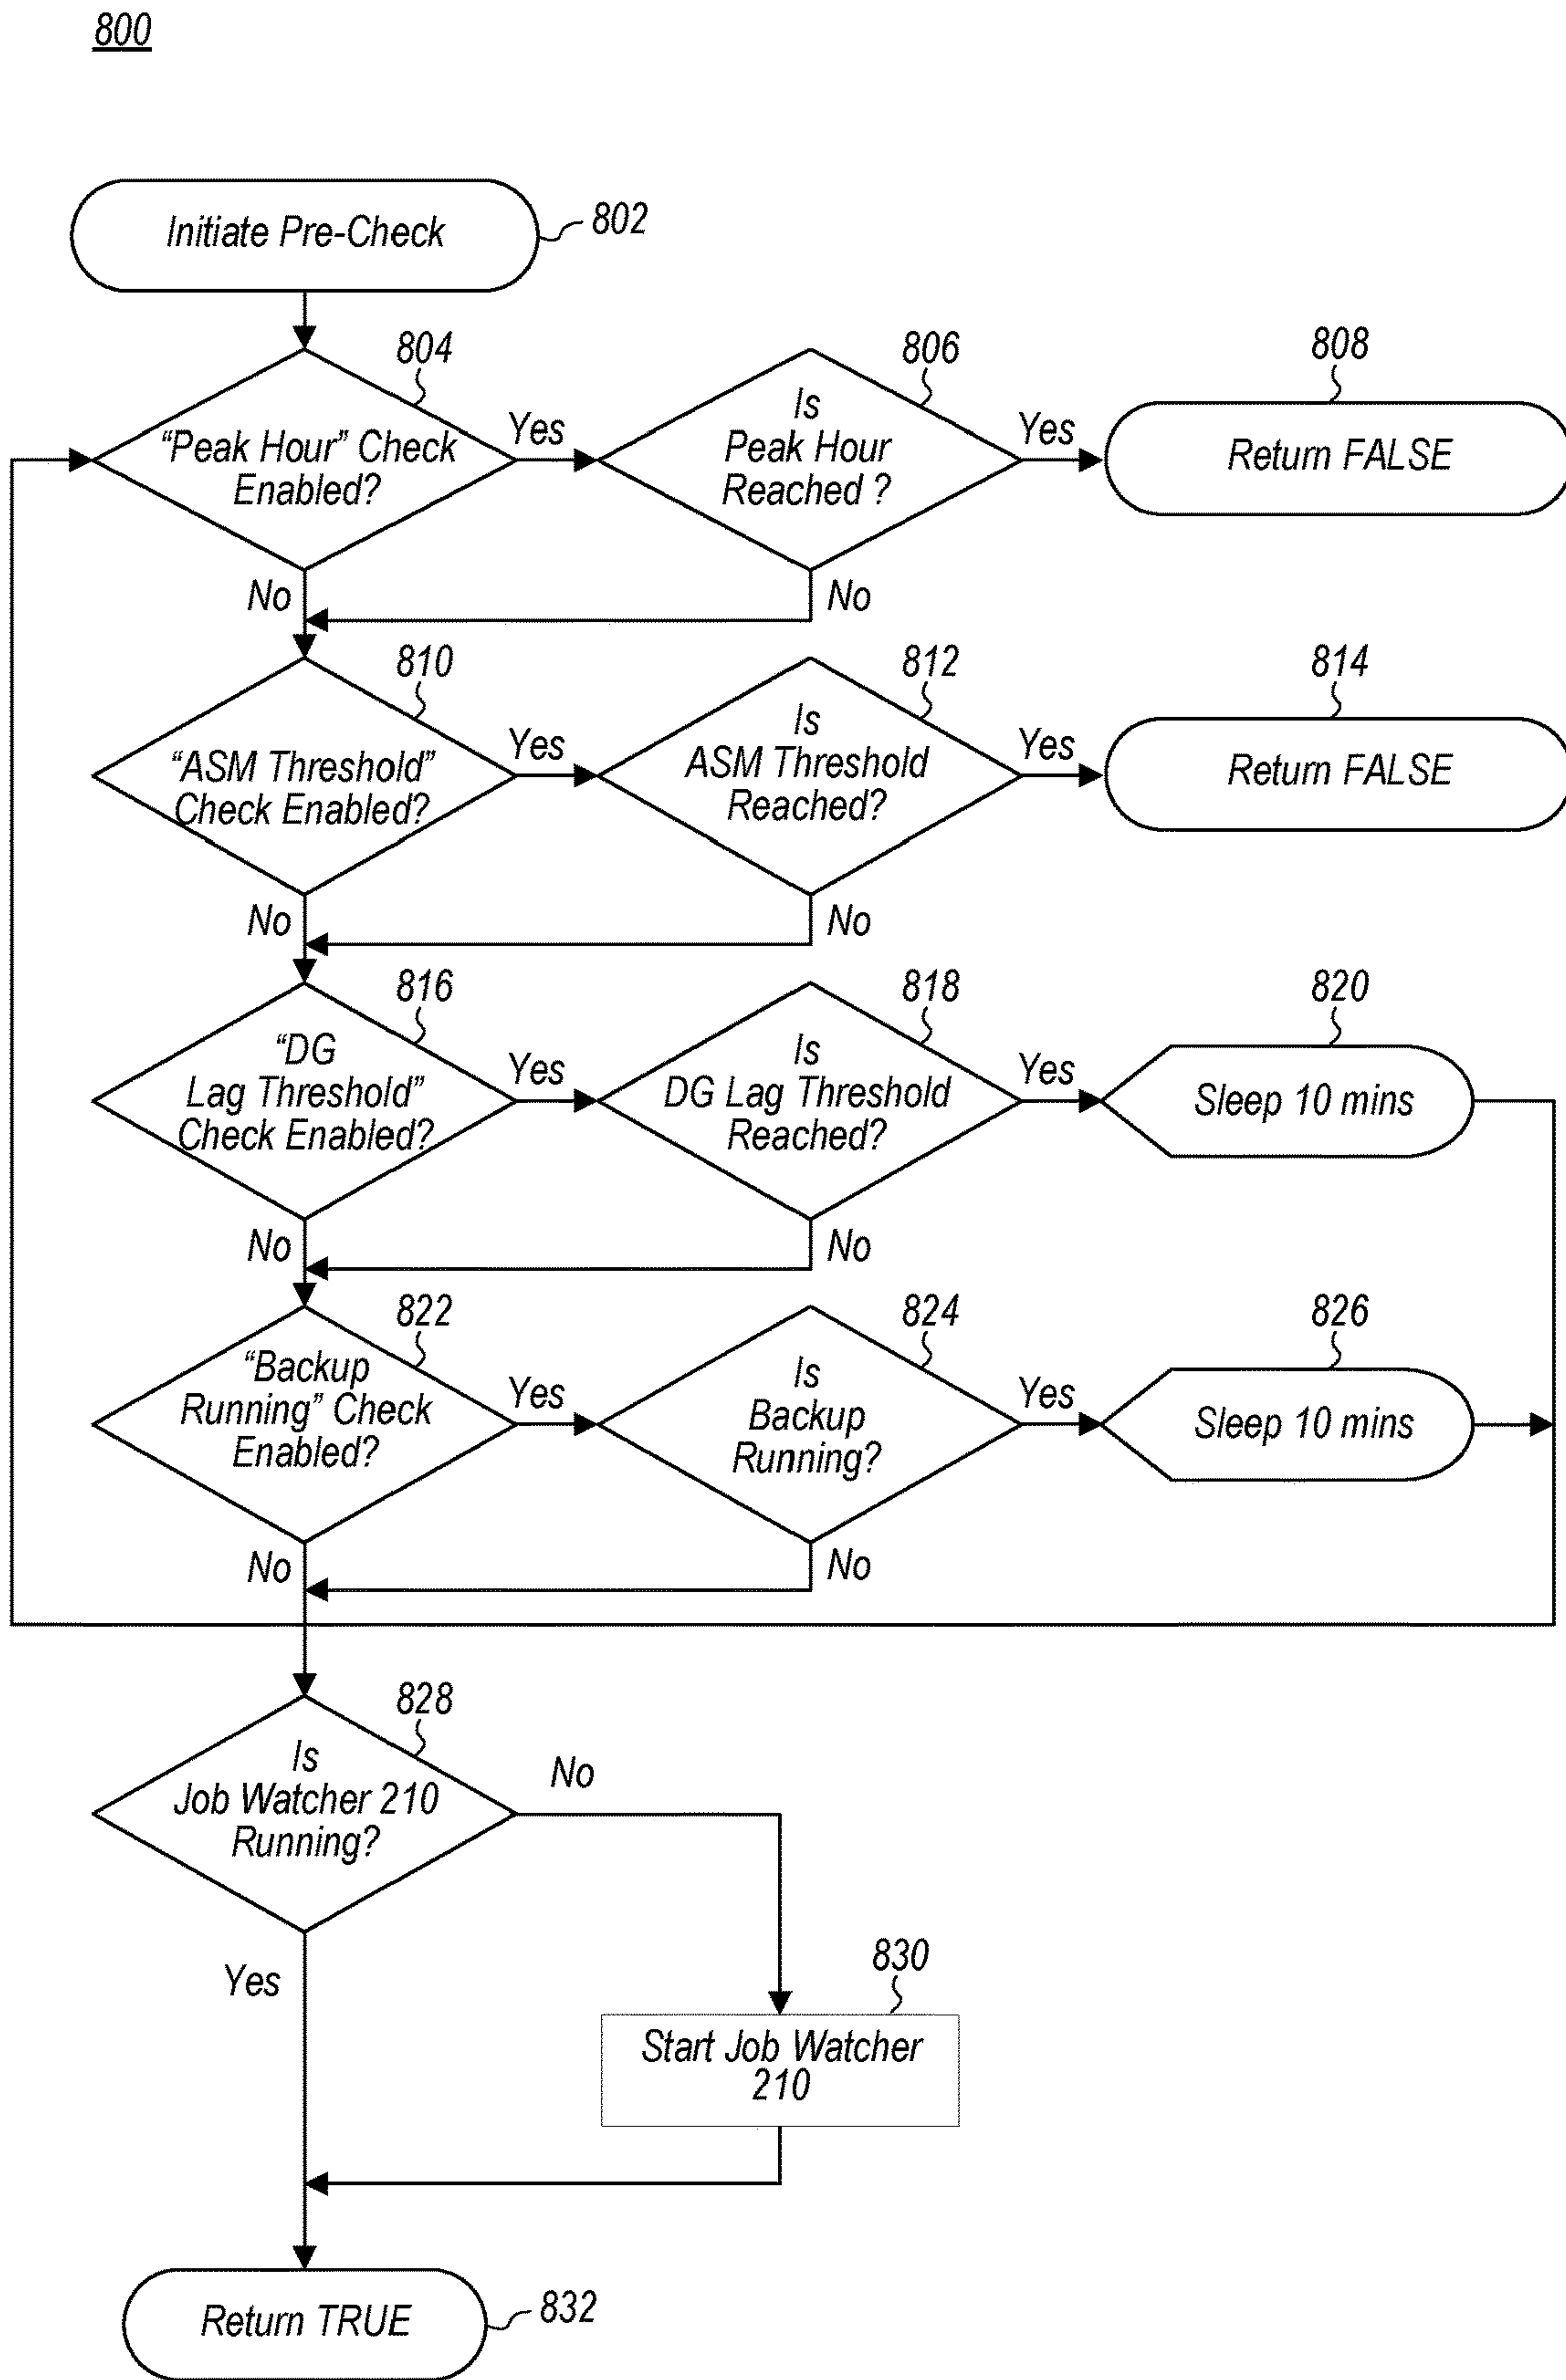 800
Initiate Pre-Check
802
804
806
808
“Peak Hour” Check
Enabled?
Yes
Is
Peak Hour
Reached ?
Yes
Return FALSE
No
No
810
812
814
“ASM Threshold”
Check Enabled?
Yes
Is
ASM Threshold
Reached?
Yes
Return FALSE
No
No
816
818
820
“DG
Lag Threshold”
Check Enabled?
Yes
Is
DG Lag Threshold
Reached?
Yes
Sleep 10 mins
No
No
822
824
826
“Backup
Running” Check
Enabled?
Yes
Is
Backup
Running?
Yes
Sleep 10 mins
No
No
828
Is
Job Watcher 210
Running?
No
Yes
830
Start Job Watcher
210
Return TRUE
832